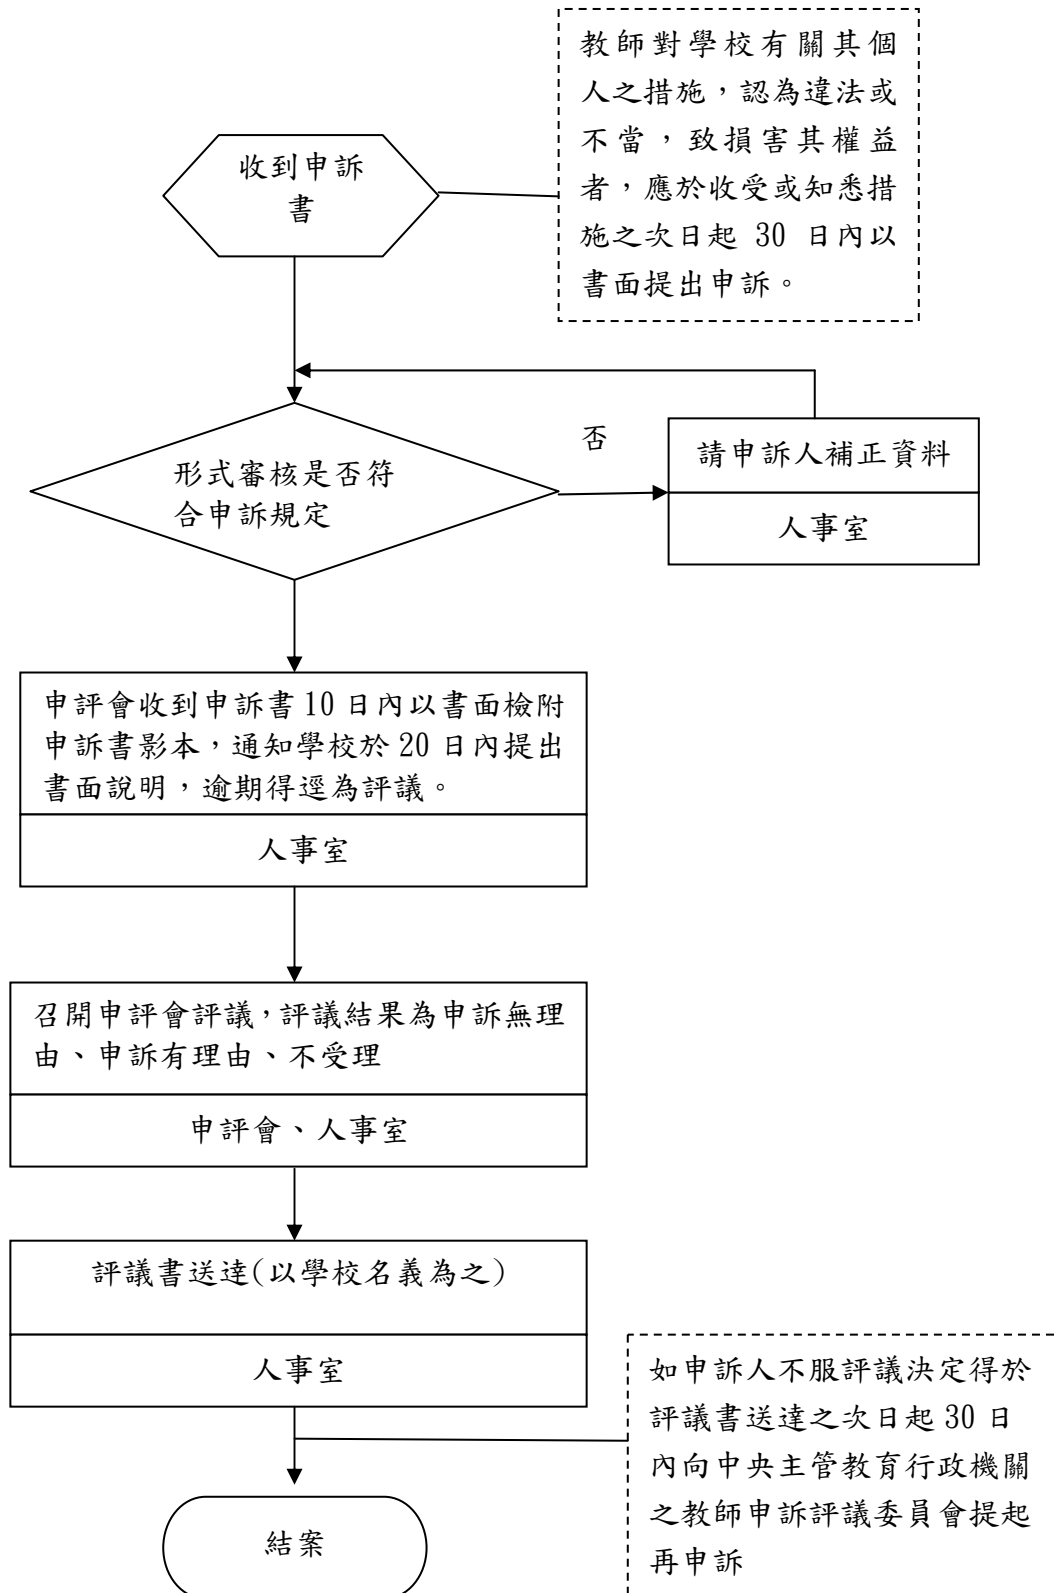 教師對學校有關其個
人之措施，認為違法或
不當，致損害其權益
者，應於收受或知悉措
施之次日起 30 日內以
書面提出申訴。
收到申訴
書
否
請申訴人補正資料
人事室
形式審核是否符
合申訴規定
申評會收到申訴書 10 日內以書面檢附
申訴書影本，通知學校於 20 日內提出
書面說明，逾期得逕為評議。
人事室
召開申評會評議，評議結果為申訴無理
由、申訴有理由、不受理
申評會、人事室
評議書送達(以學校名義為之)
人事室
如申訴人不服評議決定得於
評議書送達之次日起 30 日
內向中央主管教育行政機關
之教師申訴評議委員會提起
再申訴
結案